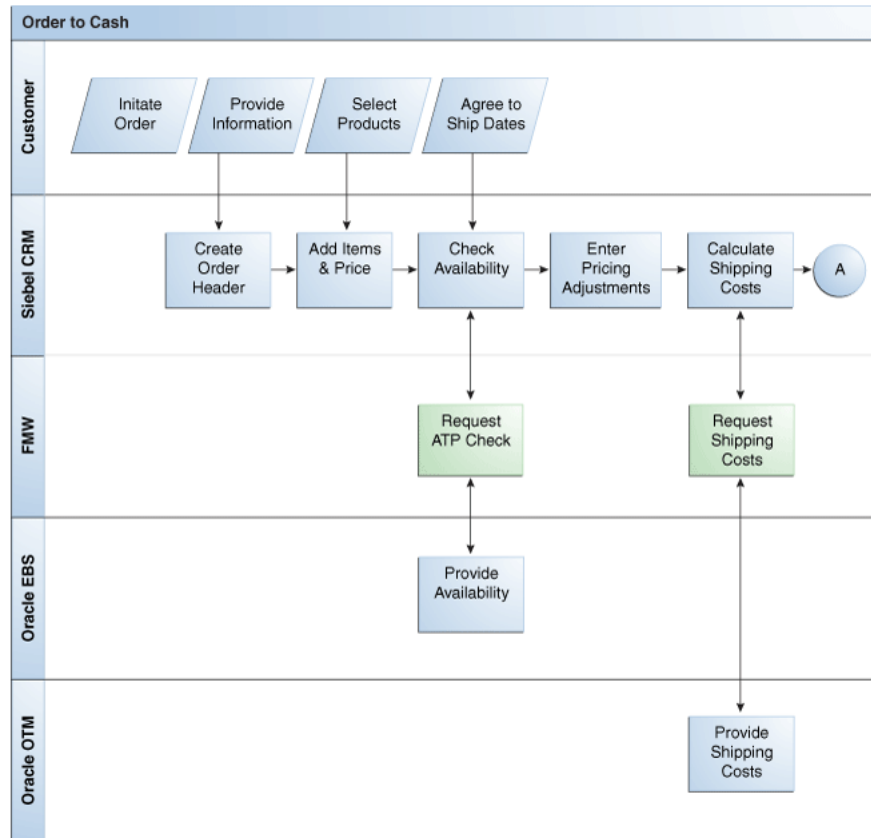 Order to Cash
Customer
Initate
Order
Provide
Information
Select
Products
Agree to
Ship Dates
Siebel CRM
Create
Order
Header
Add Items
& Price
Check
Availability
Enter
Pricing
Adjustments
Calculate
Shipping
Costs
A
FMW
Request
ATP Check
Request
Shipping
Costs
Oracle EBS
Provide
Availability
Oracle OTM
Provide
Shipping
Costs